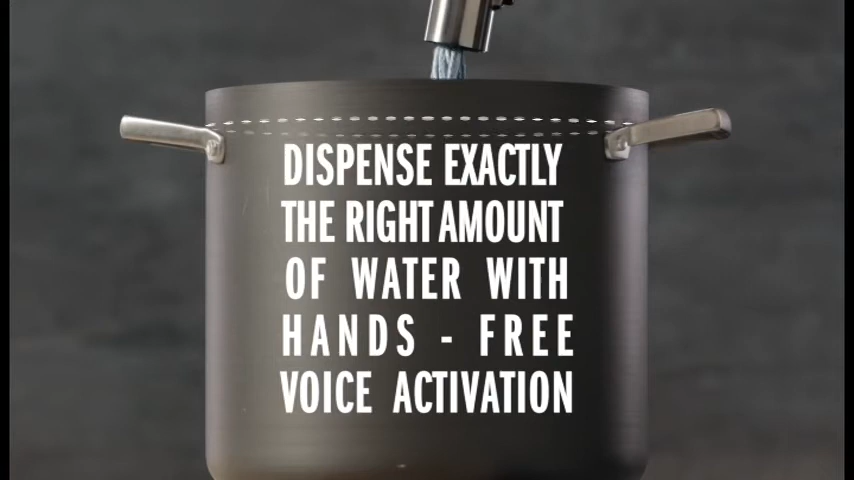 DISPENSE EXACTLY
THE RIGHT AMOUNT
OF WATER WITH
HANDS - FREE
VOICE ACTIVATION